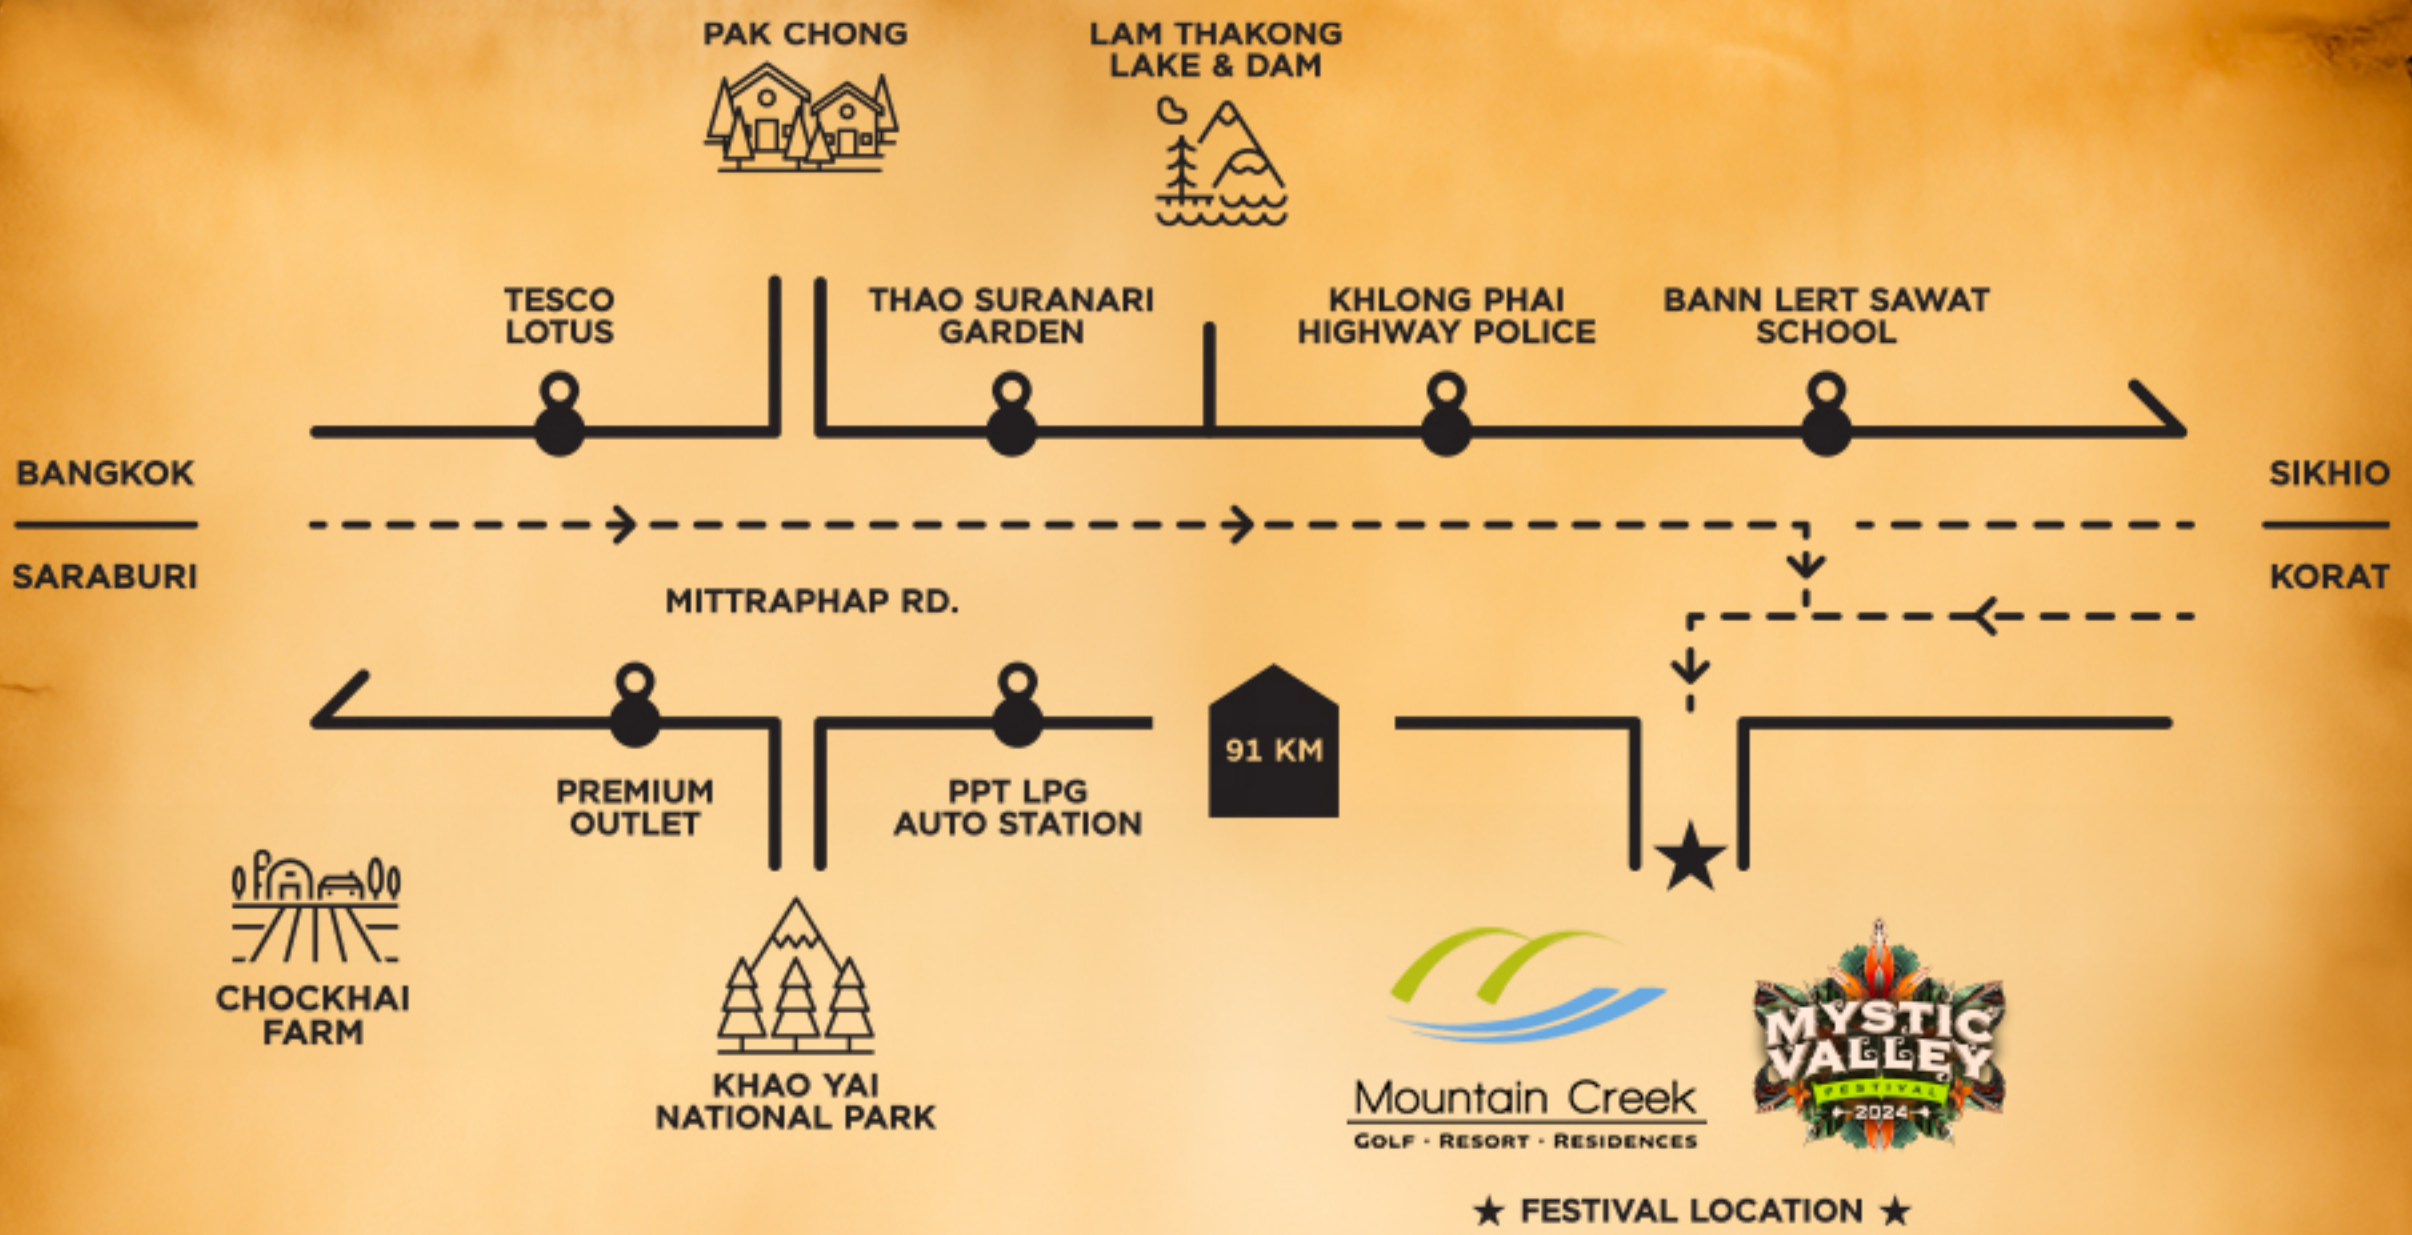 PAK CHONG
LAM THAKONG
LAKE & DAM
TESCO
LOTUS
THAO SURANARI
GARDEN
KHLONG PHAI
HIGHWAY POLICE
BANN LERT SAWAT
SCHOOL
BANGKOK
SARABURI
SIKHIO
KORAT
MITTRAPHAP RD.
PREMIUM
OUTLET
PPT LPG
AUTO STATION
91 KM
CHOCKHAI
FARM
KHAO YAI
NATIONAL PARK
Mountain Creek
GOLF · RESORT · RESIDENCES
MYSTIC
VALLEY
FESTIVAL
2024
★ FESTIVAL LOCATION ★